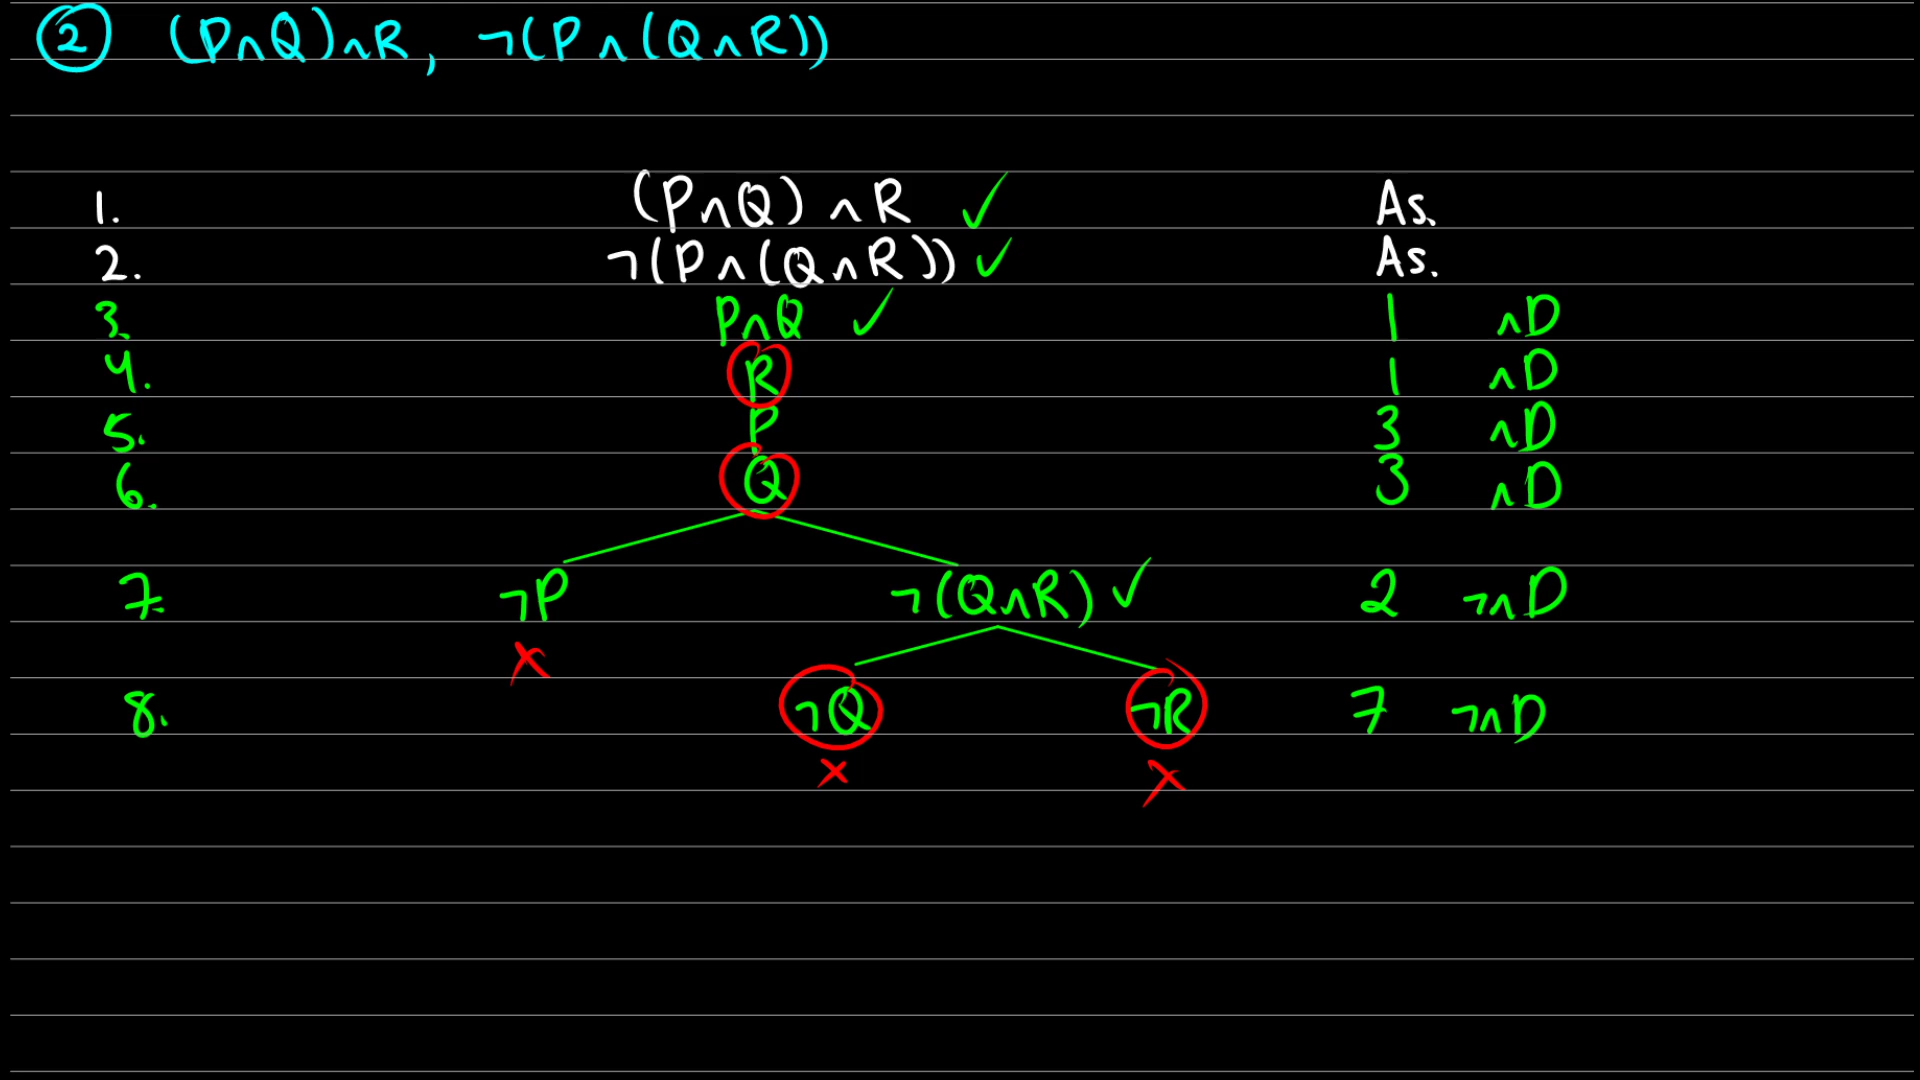 ② (P∧Q)∧R, ¬(P∧(Q∧R))
1. (P∧Q)∧R ✓ As.
2. ¬(P∧(Q∧R)) ✓ As.
3. P∧Q ✓ 1 ∧D
4. R 1 ∧D
5. P 3 ∧D
6. Q 3 ∧D
7. ¬P ¬(Q∧R) ✓ 2 ¬∧D
x
8. ¬Q ¬R 7 ¬∧D
x x